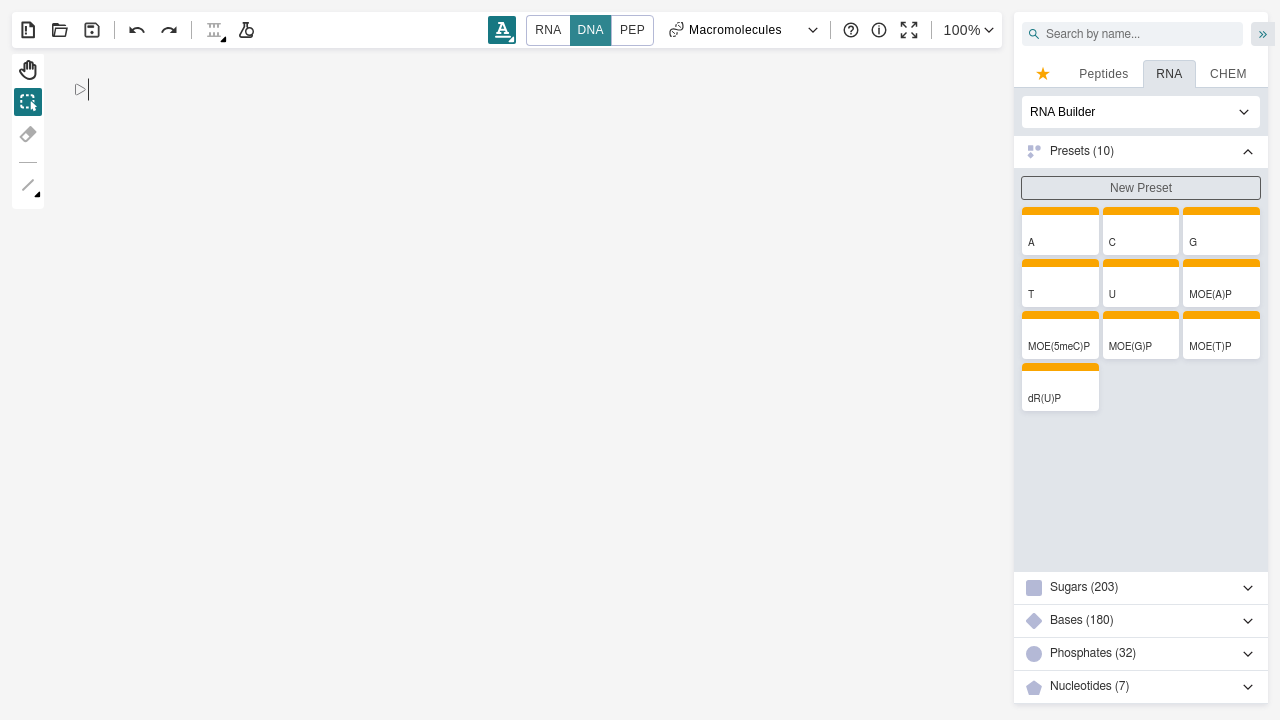 RNA DNA PEP Macromolecules 100%
Search by name...
Peptides RNA CHEM
RNA Builder
Presets (10)
New Preset
A C G
T U MOE(A)P
MOE(5meC)P MOE(G)P MOE(T)P
dR(U)P
Sugars (203)
Bases (180)
Phosphates (32)
Nucleotides (7)